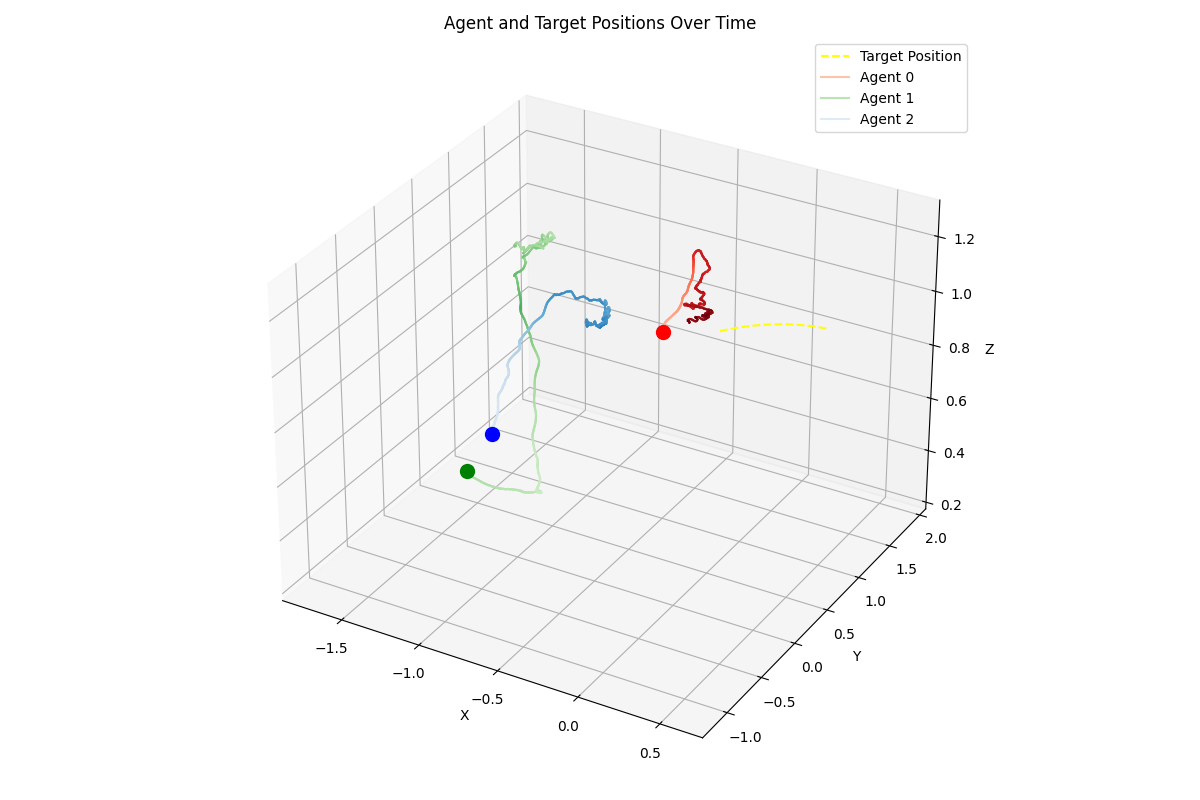 Agent and Target Positions Over Time
Target Position
Agent 0
Agent 1
Agent 2
1.2
1.0
Z
0.8
0.6
0.4
0.2
2.0
1.5
1.0
0.5
Y
0.0
−0.5
−1.0
−1.5
−1.0
−0.5
X
0.0
0.5